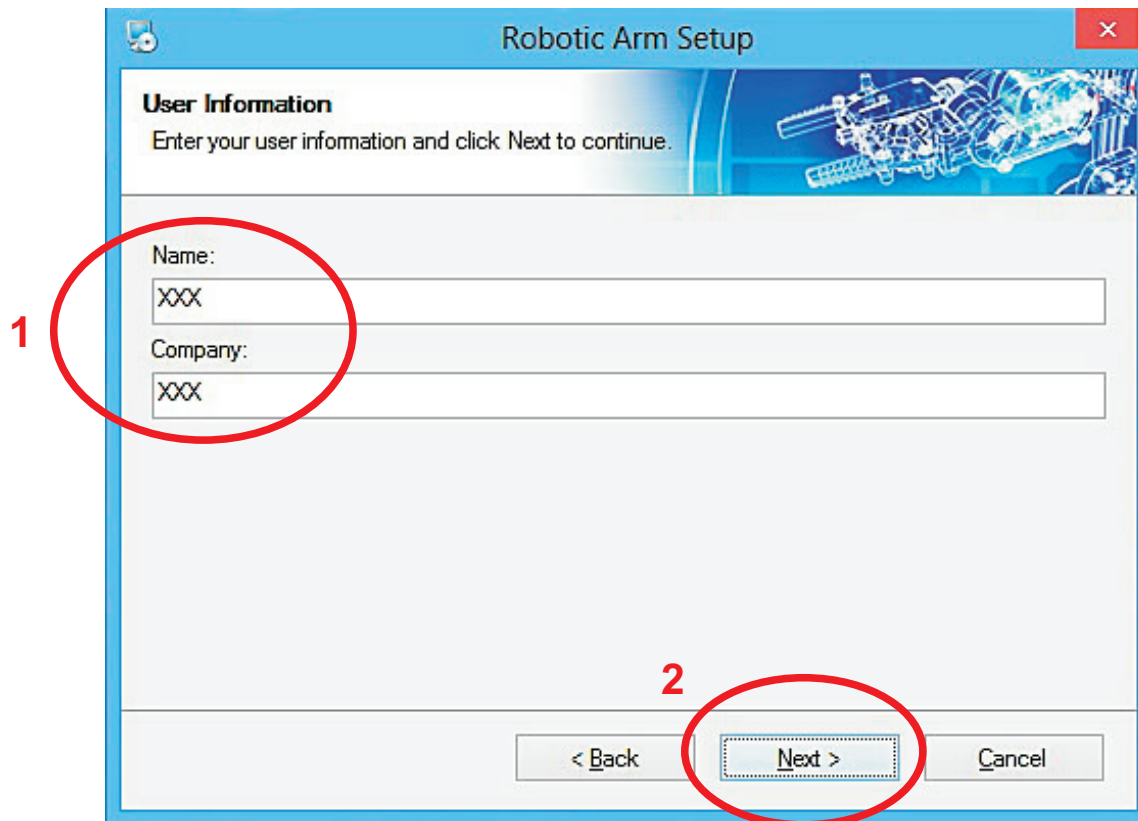 Robotic Arm Setup
User Information
Enter your user information and click Next to continue.
Name:
XXX
1
Company:
XXX
2
< Back Next > Cancel